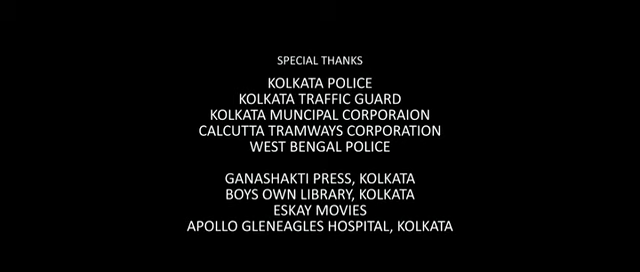 SPECIAL THANKS
KOLKATA POLICE
KOLKATA TRAFFIC GUARD
KOLKATA MUNCIPAL CORPORAION
CALCUTTA TRAMWAYS CORPORATION
WEST BENGAL POLICE
GANASHAKTI PRESS, KOLKATA
BOYS OWN LIBRARY, KOLKATA
ESKAY MOVIES
APOLLO GLENEAGLES HOSPITAL, KOLKATA